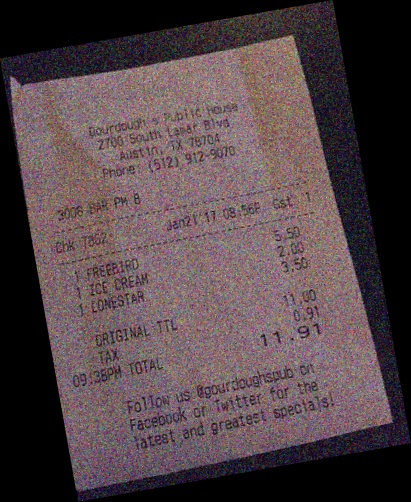 Gourdough's Public House
2700 South Lamar Blvd
Austin, TX 78704
Phone: (512) 912-9070
3006 BAR PM 8
Chk 7862 Jan21'17 08:56P Gst 1
1 FREEBIRD 5.50
1 ICE CREAM 2.00
1 LONESTAR 3.50
ORIGINAL TTL 11.00
TAX 0.91
09:38PM TOTAL 11.91
Follow us @gourdoughspub on
Facebook or Twitter for the
latest and greatest specials!